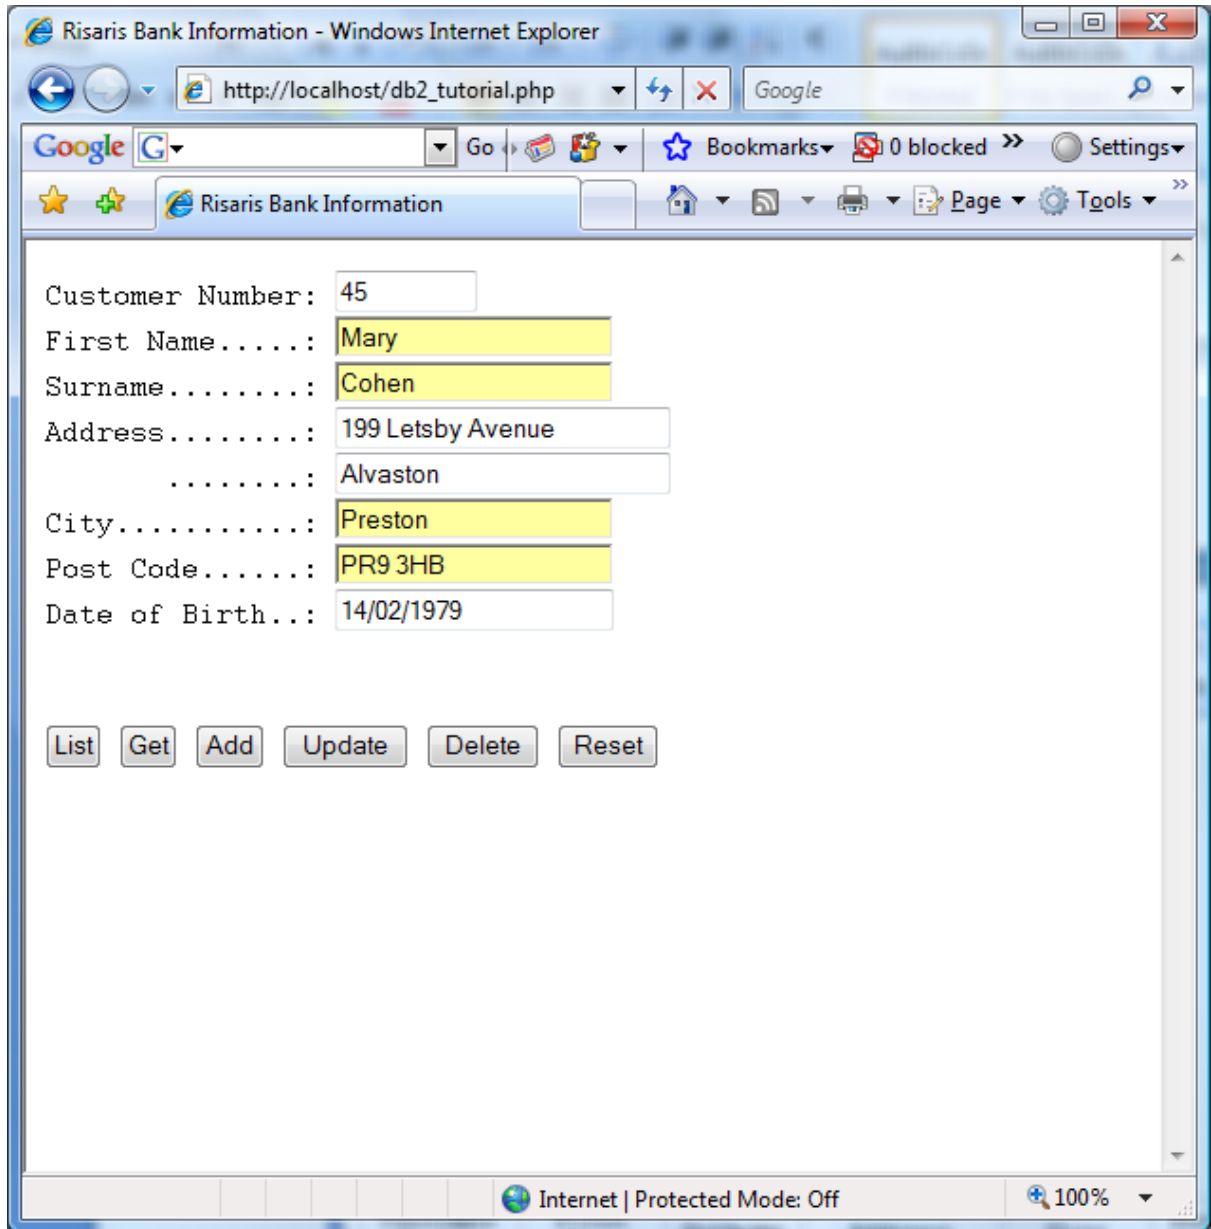 Risaris Bank Information - Windows Internet Explorer
http://localhost/db2_tutorial.php Google
Google G Go Bookmarks 0 blocked » Settings
Risaris Bank Information Page Tools »
Customer Number: 45
First Name.....: Mary
Surname........: Cohen
Address........: 199 Letsby Avenue
........: Alvaston
City...........: Preston
Post Code......: PR9 3HB
Date of Birth..: 14/02/1979
List Get Add Update Delete Reset
Internet | Protected Mode: Off 100%